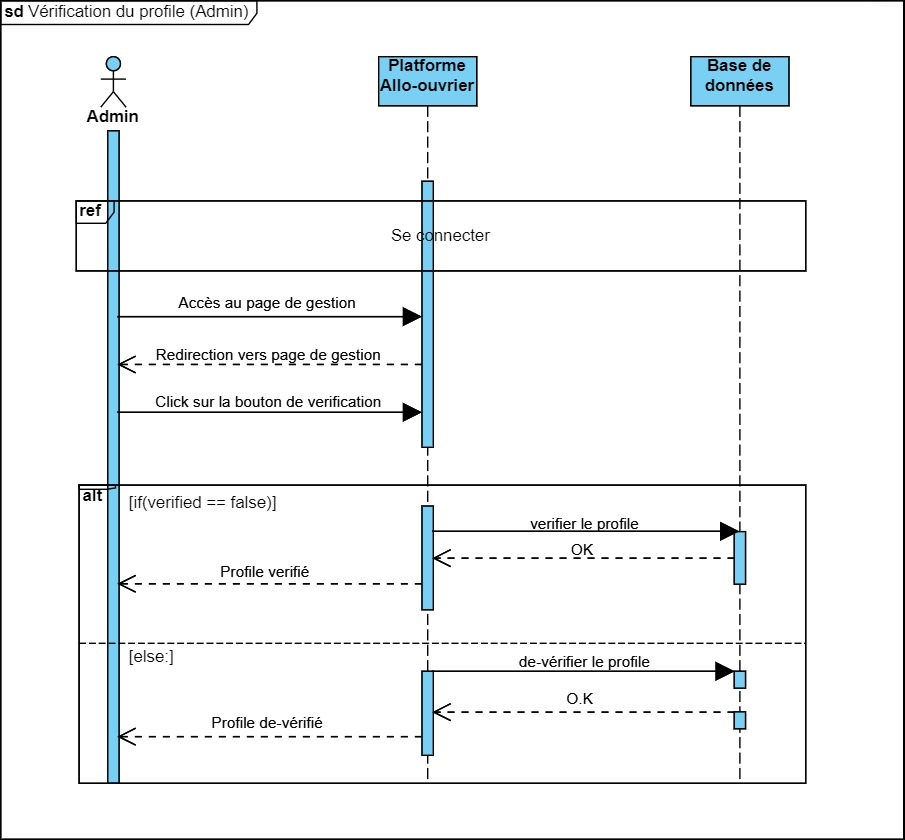 sd Vérification du profile (Admin)
Admin
Platforme
Allo-ouvrier
Base de
données
ref
Se connecter
Accès au page de gestion
Redirection vers page de gestion
Click sur la bouton de verification
alt
[if(verified == false)]
verifier le profile
OK
Profile verifié
[else:]
de-vérifier le profile
O.K
Profile de-vérifié